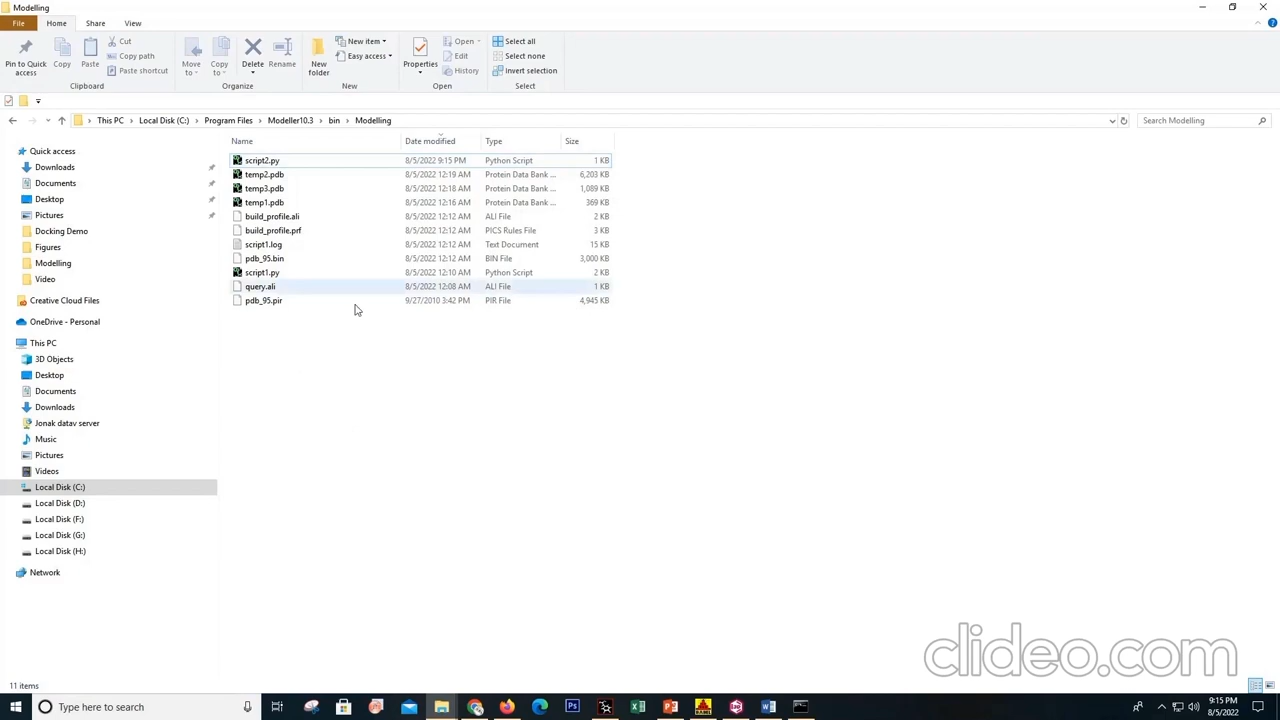 Modelling
File Home Share View
Pin to Quick access
Copy
Paste
Cut
Copy path
Paste shortcut
Clipboard
Move to
Copy to
Delete
Rename
Organize
New folder
New item
Easy access
New
Properties
Open
Edit
History
Open
Select all
Select none
Invert selection
Select
This PC > Local Disk (C:) > Program Files > Modeller10.3 > bin > Modelling
Search Modelling
Quick access
Downloads
Documents
Desktop
Pictures
Docking Demo
Figures
Modelling
Video
Creative Cloud Files
OneDrive - Personal
This PC
3D Objects
Desktop
Documents
Downloads
Jonak datav server
Music
Pictures
Videos
Local Disk (C:)
Local Disk (D:)
Local Disk (F:)
Local Disk (G:)
Local Disk (H:)
Network
Name Date modified Type Size
script2.py 8/5/2022 9:15 PM Python Script 1 KB
temp2.pdb 8/5/2022 12:19 AM Protein Data Bank ... 6,203 KB
temp3.pdb 8/5/2022 12:18 AM Protein Data Bank ... 1,089 KB
temp1.pdb 8/5/2022 12:16 AM Protein Data Bank ... 369 KB
build_profile.ali 8/5/2022 12:12 AM ALI File 2 KB
build_profile.prf 8/5/2022 12:12 AM PICS Rules File 3 KB
script1.log 8/5/2022 12:12 AM Text Document 15 KB
pdb_95.bin 8/5/2022 12:12 AM BIN File 3,000 KB
script1.py 8/5/2022 12:10 AM Python Script 2 KB
query.ali 8/5/2022 12:08 AM ALI File 1 KB
pdb_95.pir 9/27/2010 3:42 PM PIR File 4,945 KB
clideo.com
11 items
Type here to search
9:15 PM
8/5/2022